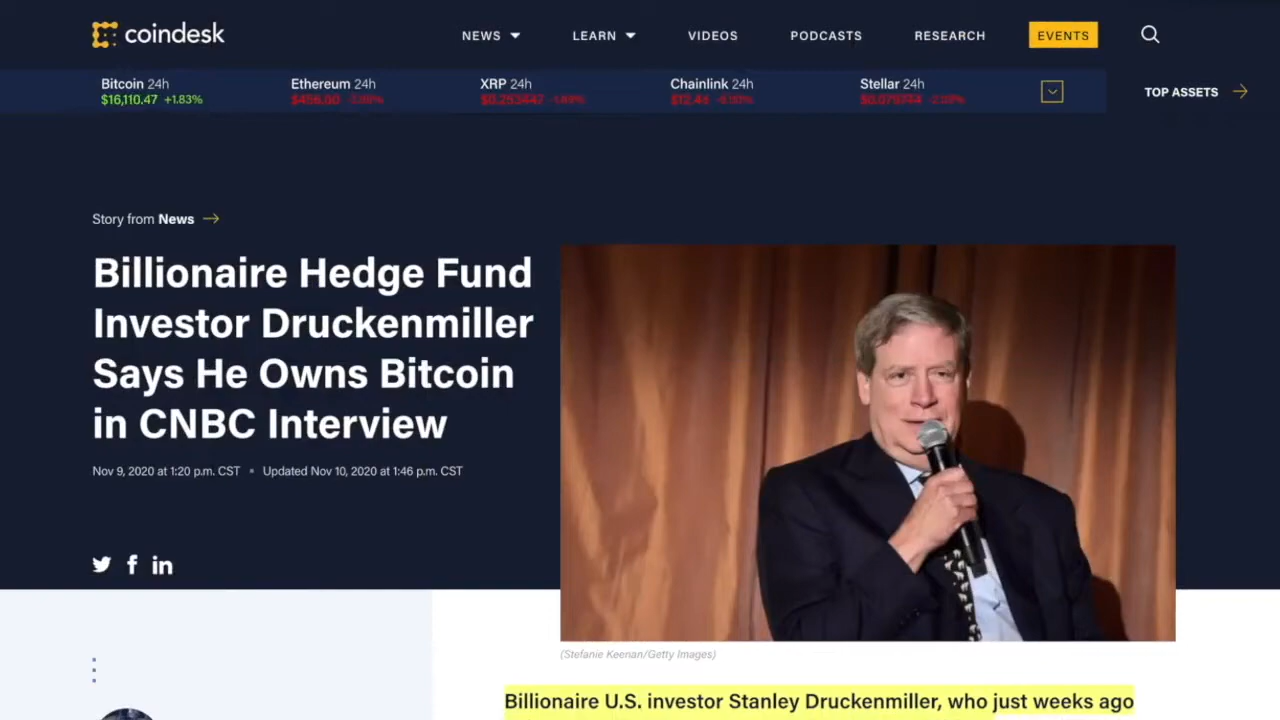 coindesk
NEWS
LEARN
VIDEOS
PODCASTS
RESEARCH
EVENTS
Bitcoin 24h
$16,110.47 +1.83%
Ethereum 24h
XRP 24h
Chainlink 24h
Stellar 24h
TOP ASSETS
Story from News
Billionaire Hedge Fund
Investor Druckenmiller
Says He Owns Bitcoin
in CNBC Interview
Nov 9, 2020 at 1:20 p.m. CST • Updated Nov 10, 2020 at 1:46 p.m. CST
(Stefanie Keenan/Getty Images)
Billionaire U.S. investor Stanley Druckenmiller, who just weeks ago